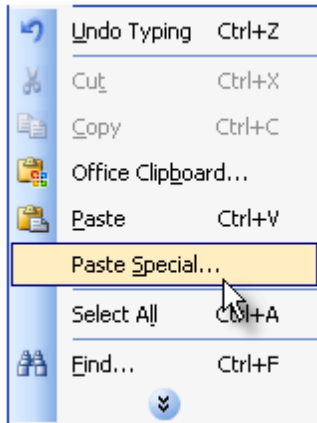 Undo Typing Ctrl+Z
Cut Ctrl+X
Copy Ctrl+C
Office Clipboard...
Paste Ctrl+V
Paste Special...
Select All Ctrl+A
Find... Ctrl+F